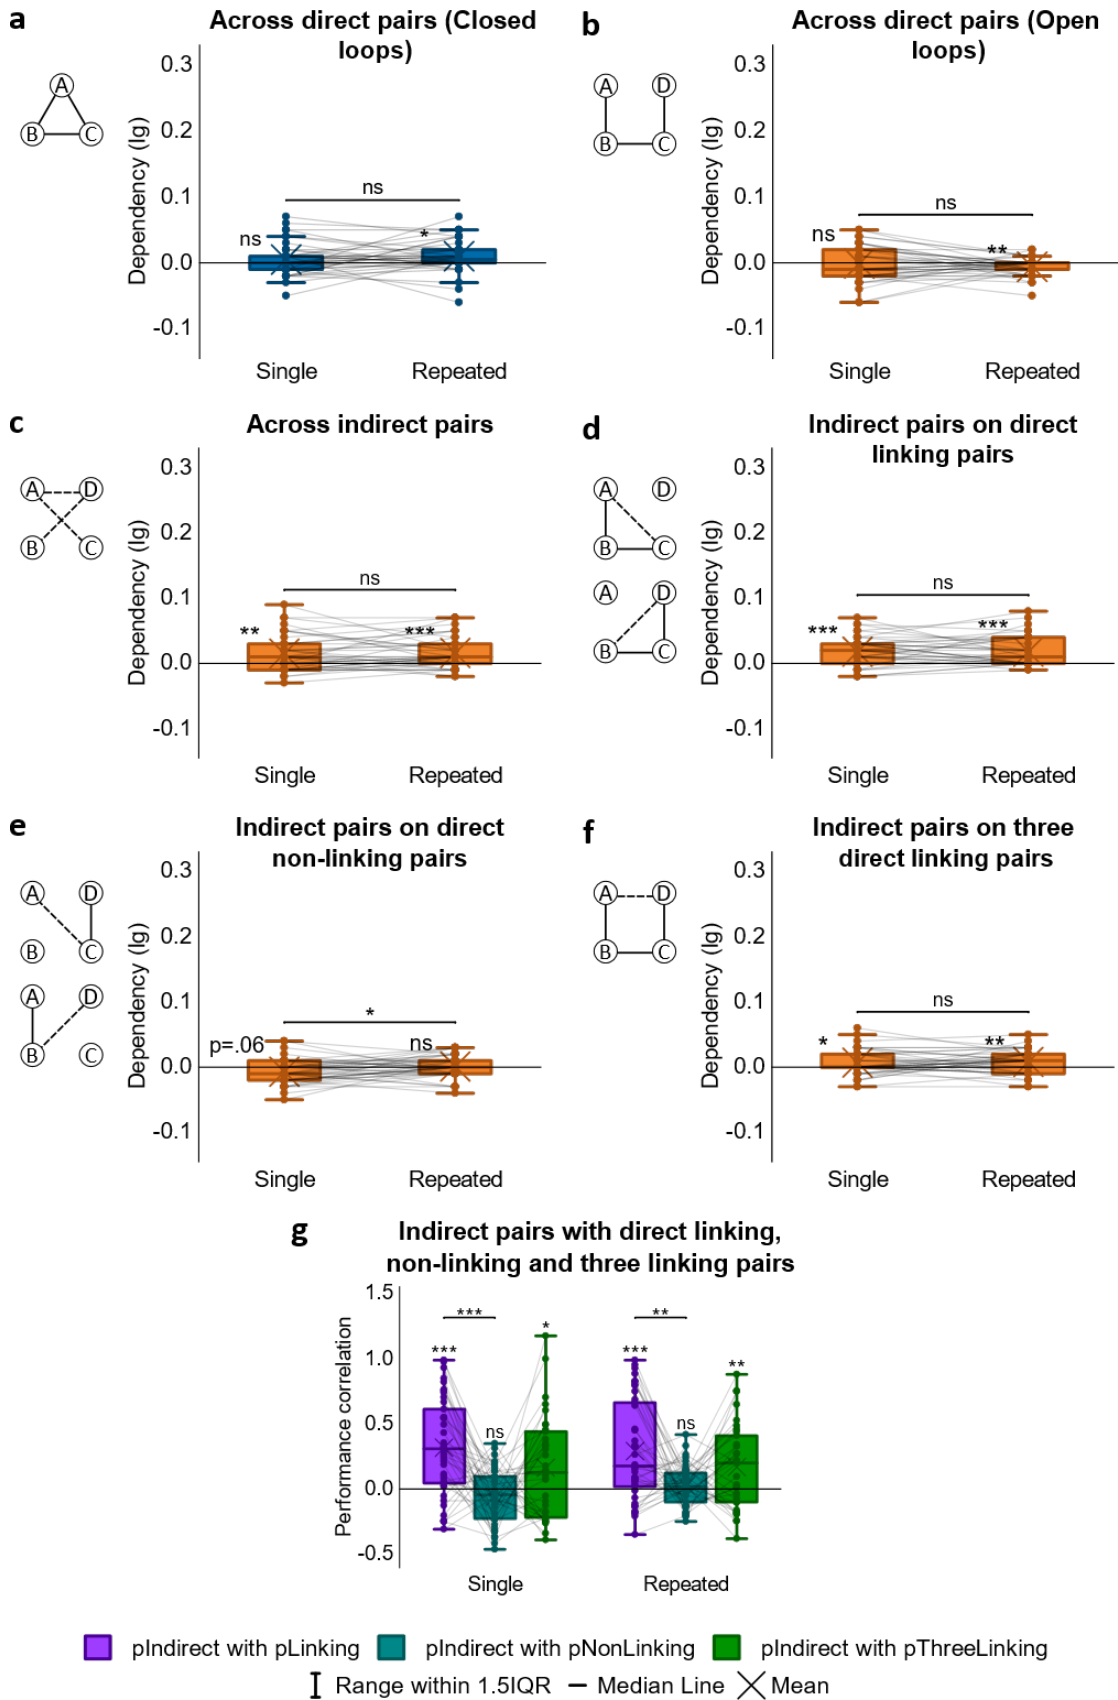 a
Across direct pairs (Closed
loops)
A
B
C
Dependency (Ig)
0.3
0.2
0.1
0.0
-0.1
ns
ns
*
Single
Repeated
b
Across direct pairs (Open
loops)
A
D
B
C
Dependency (Ig)
0.3
0.2
0.1
0.0
-0.1
ns
ns
**
Single
Repeated
c
Across indirect pairs
A
D
B
C
Dependency (Ig)
0.3
0.2
0.1
0.0
-0.1
ns
**
***
Single
Repeated
d
Indirect pairs on direct
linking pairs
A
D
B
C
A
D
B
C
Dependency (Ig)
0.3
0.2
0.1
0.0
-0.1
ns
***
***
Single
Repeated
e
Indirect pairs on direct
non-linking pairs
A
D
B
C
A
D
B
C
Dependency (Ig)
0.3
0.2
0.1
0.0
-0.1
*
p=.06
ns
Single
Repeated
f
Indirect pairs on three
direct linking pairs
A
D
B
C
Dependency (Ig)
0.3
0.2
0.1
0.0
-0.1
ns
*
**
Single
Repeated
g
Indirect pairs with direct linking,
non-linking and three linking pairs
Performance correlation
1.5
1.0
0.5
0.0
-0.5
***
***
ns
*
**
***
ns
**
Single
Repeated
pIndirect with pLinking
pIndirect with pNonLinking
pIndirect with pThreeLinking
Range within 1.5IQR
Median Line
Mean